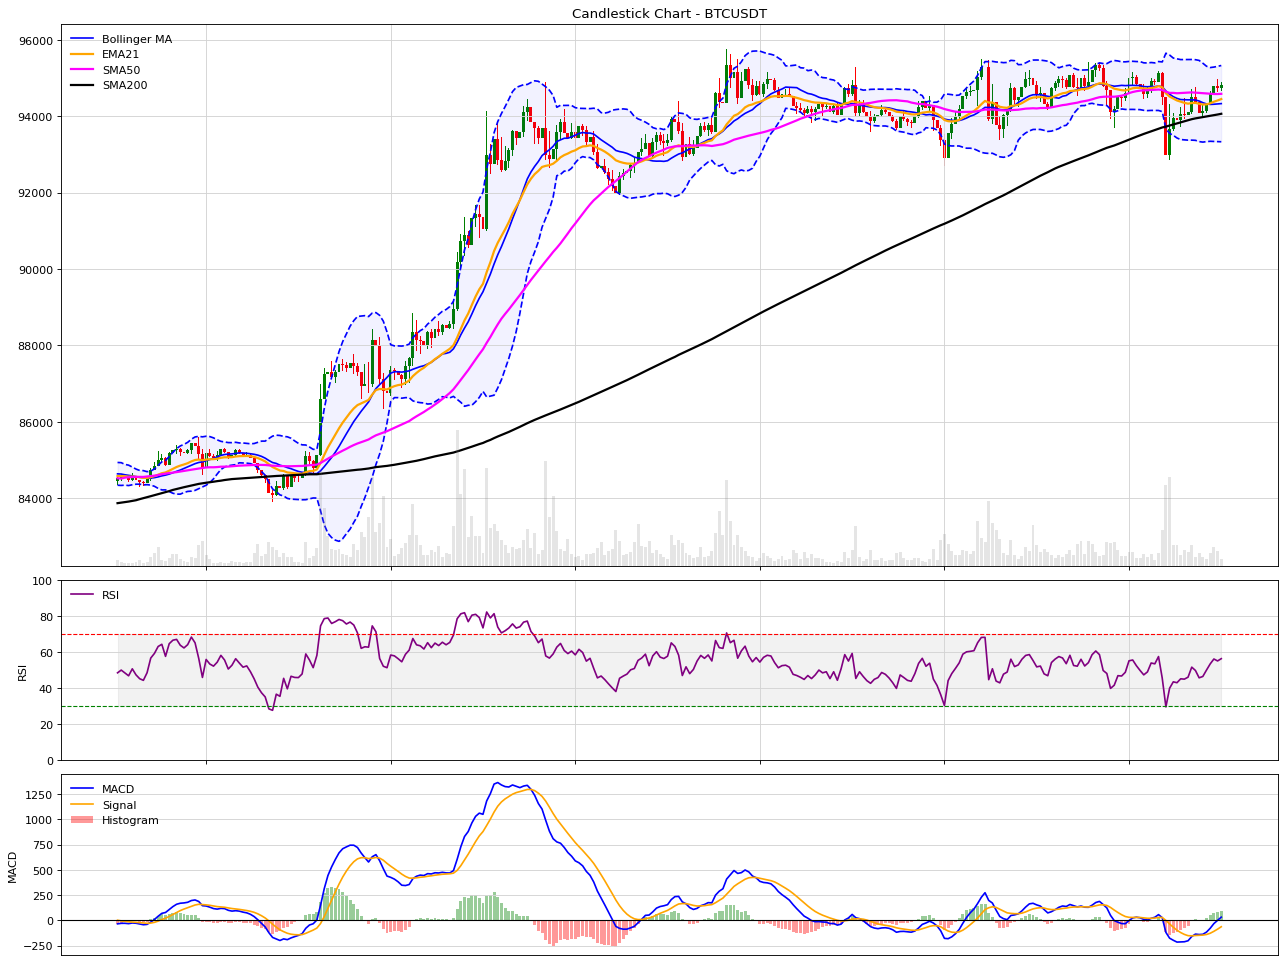 Candlestick Chart - BTCUSDT
Bollinger MA
EMA21
SMA50
SMA200
96000
94000
92000
90000
88000
86000
84000
RSI
RSI
100
80
60
40
20
0
MACD
Signal
Histogram
MACD
1250
1000
750
500
250
0
−250